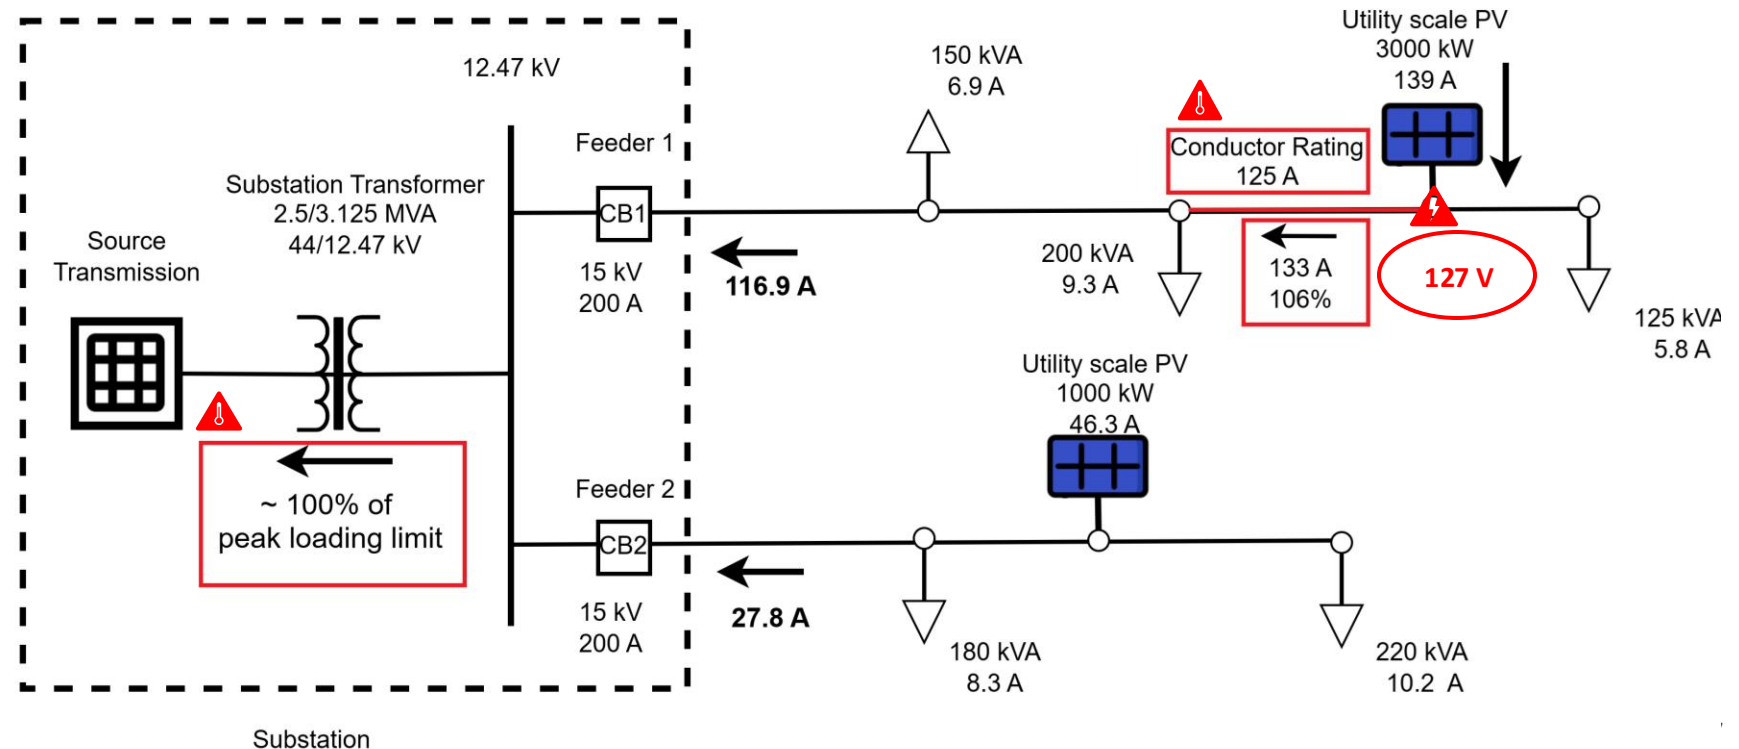 Utility scale PV
3000 kW
139 A
150 kVA
6.9 A
12.47 kV
Feeder 1
Conductor Rating
125 A
Substation Transformer
2.5/3.125 MVA
44/12.47 kV
CB1
Source
Transmission
15 kV
200 A
116.9 A
200 kVA
9.3 A
133 A
106%
127 V
125 kVA
5.8 A
Utility scale PV
1000 kW
46.3 A
~ 100% of
peak loading limit
Feeder 2
CB2
15 kV
200 A
27.8 A
180 kVA
8.3 A
220 kVA
10.2 A
Substation